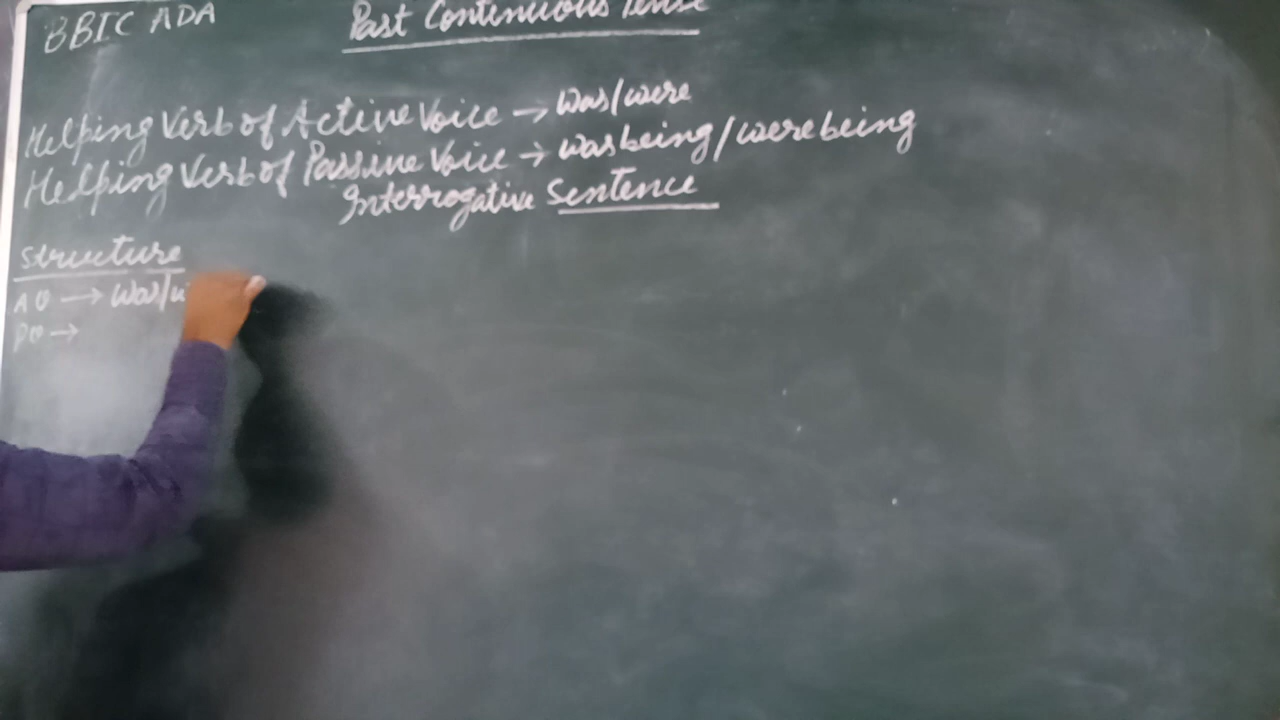 BBIC ADA
Past Continuous Tense
Helping Verb of Active Voice → was/were
Helping Verb of Passive Voice → was being/were being
Interrogative Sentence
Structure
AV → was/
PV →